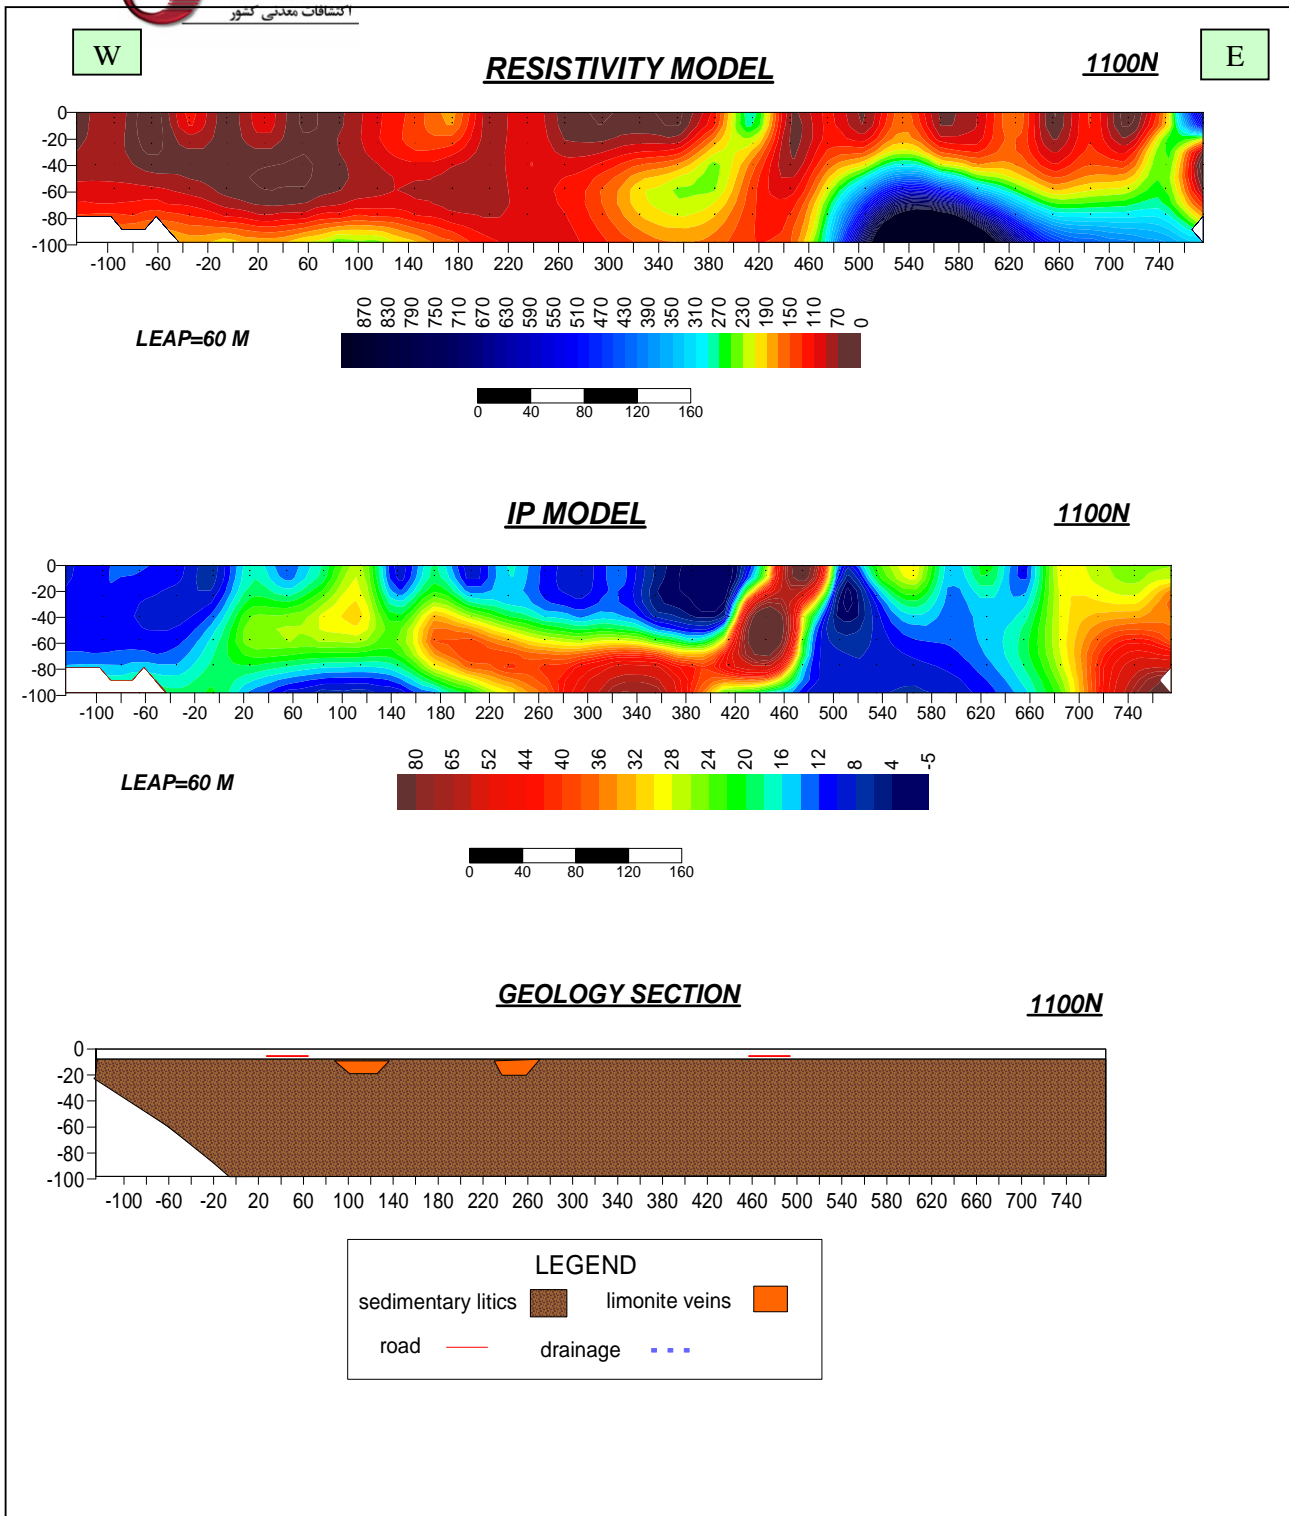 اکتشافات معدنی کشور
W
E
RESISTIVITY MODEL
1100N
0
-20
-40
-60
-80
-100
-100 -60 -20 20 60 100 140 180 220 260 300 340 380 420 460 500 540 580 620 660 700 740
870 830 790 750 710 670 630 590 550 510 470 430 390 350 310 270 230 190 150 110 70 0
LEAP=60 M
0 40 80 120 160
IP MODEL
1100N
0
-20
-40
-60
-80
-100
-100 -60 -20 20 60 100 140 180 220 260 300 340 380 420 460 500 540 580 620 660 700 740
80 65 52 44 40 36 32 28 24 20 16 12 8 4 -5
LEAP=60 M
0 40 80 120 160
GEOLOGY SECTION
1100N
0
-20
-40
-60
-80
-100
-100 -60 -20 20 60 100 140 180 220 260 300 340 380 420 460 500 540 580 620 660 700 740
LEGEND
sedimentary litics limonite veins
road drainage